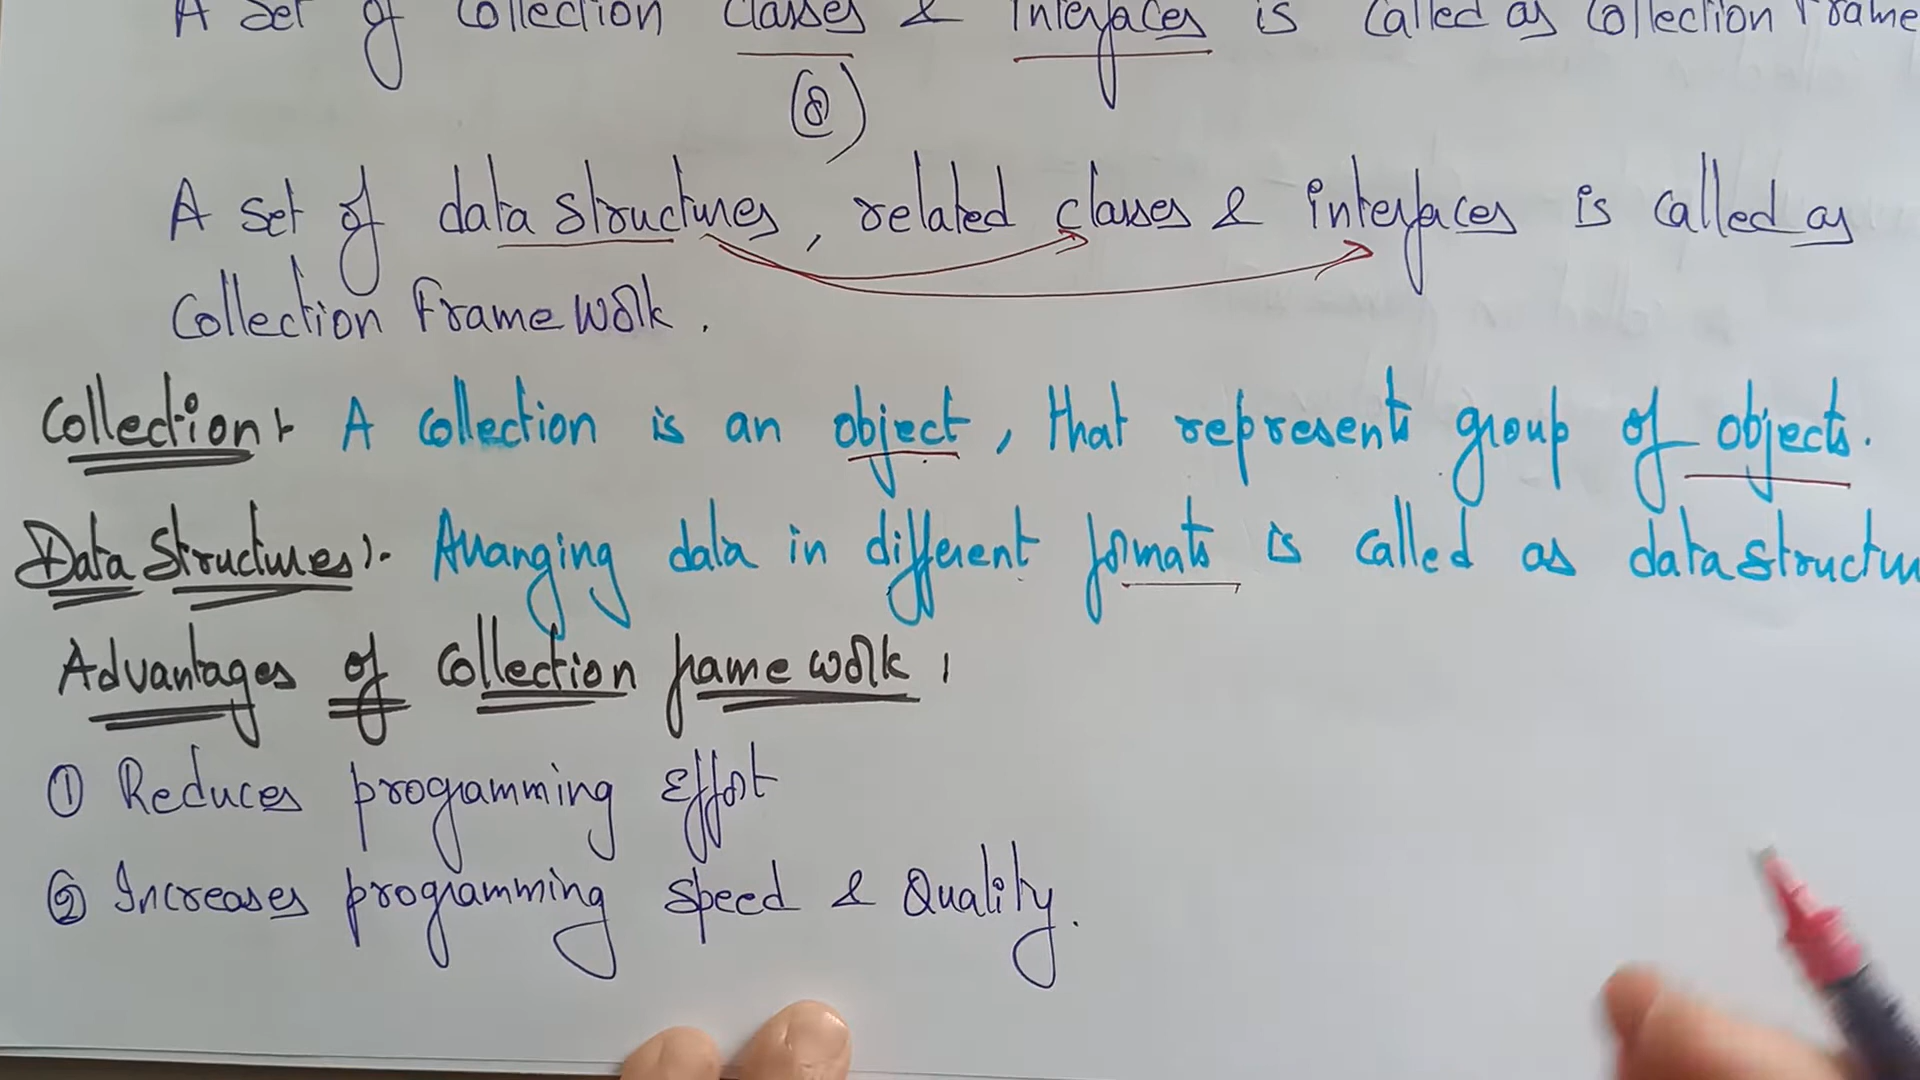 A set of collection classes & interfaces is called as collection Frame
(or)
A set of data structures, related classes & interfaces is called as
Collection Frame work.
Collection:- A collection is an object, that represents group of objects.
Data Structures:- Arranging data in different formats is called as data structu
Advantages of collection frame work:
① Reduces programming Effort
② Increases programming speed & Quality.